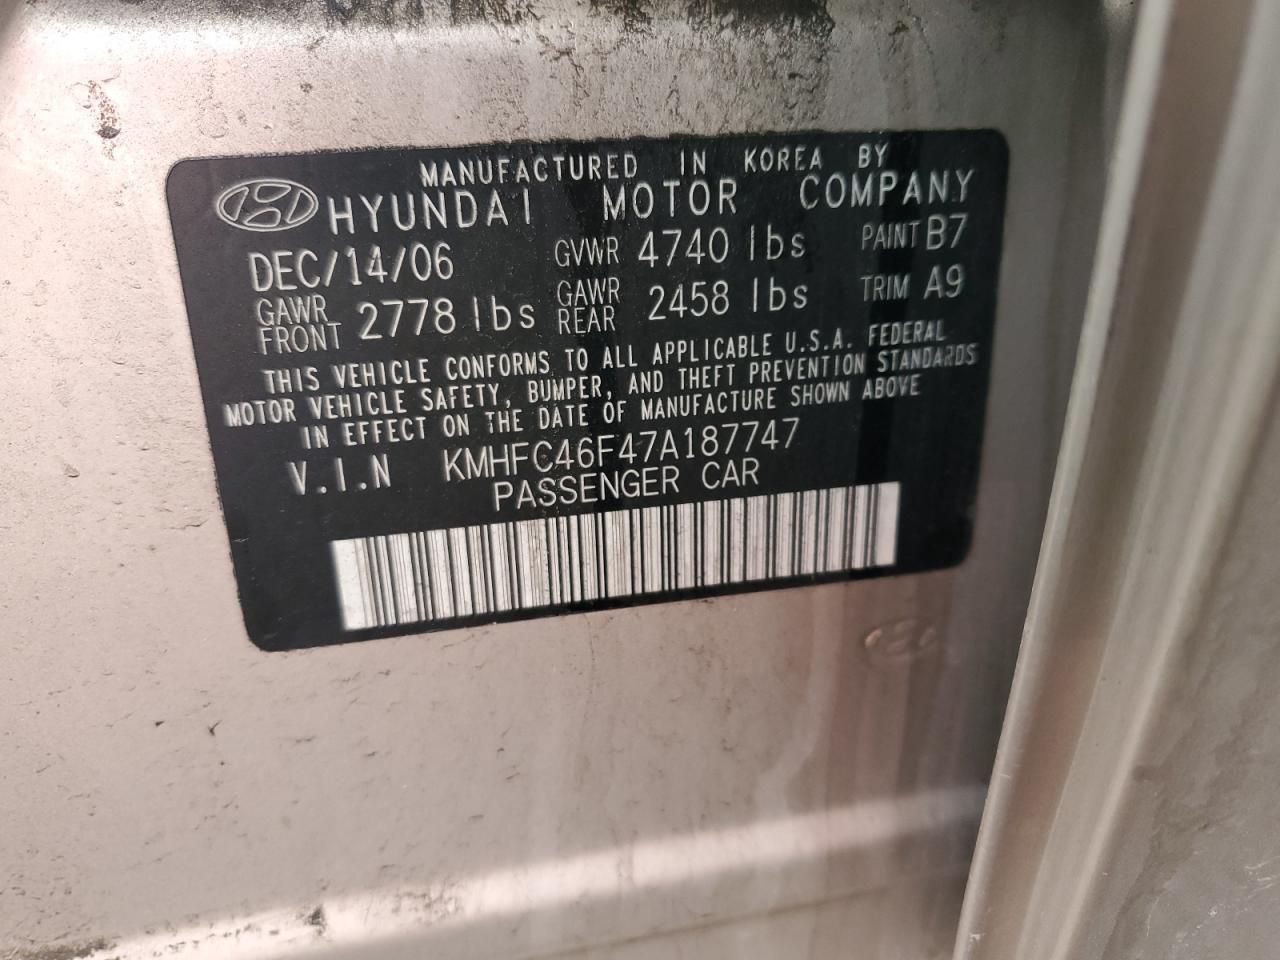 MANUFACTURED IN KOREA BY
HYUNDAI MOTOR COMPANY
DEC/14/06 GVWR 4740 lbs PAINT B7
GAWR FRONT 2778 lbs GAWR REAR 2458 lbs TRIM A9
THIS VEHICLE CONFORMS TO ALL APPLICABLE U.S.A. FEDERAL
MOTOR VEHICLE SAFETY, BUMPER, AND THEFT PREVENTION STANDARDS
IN EFFECT ON THE DATE OF MANUFACTURE SHOWN ABOVE
V.I.N KMHFC46F47A187747
PASSENGER CAR